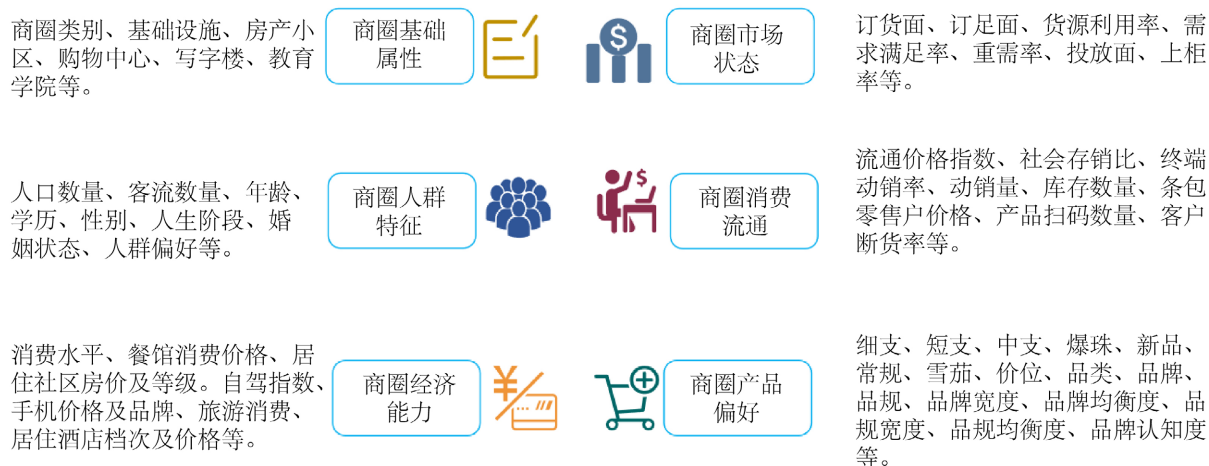 商圈类别、基础设施、房产小
区、购物中心、写字楼、教育
学院等。
商圈基础
属性
商圈市场
状态
订货面、订足面、货源利用率、需
求满足率、重需率、投放面、上柜
率等。
人口数量、客流数量、年龄、
学历、性别、人生阶段、婚
姻状态、人群偏好等。
商圈人群
特征
商圈消费
流通
流通价格指数、社会存销比、终端
动销率、动销量、库存数量、条包
零售户价格、产品扫码数量、客户
断货率等。
消费水平、餐馆消费价格、居
住社区房价及等级。自驾指数、
手机价格及品牌、旅游消费、
居住酒店档次及价格等。
商圈经济
能力
商圈产品
偏好
细支、短支、中支、爆珠、新品、
常规、雪茄、价位、品类、品牌、
品规、品牌宽度、品牌均衡度、品
规宽度、品规均衡度、品牌认知度
等。